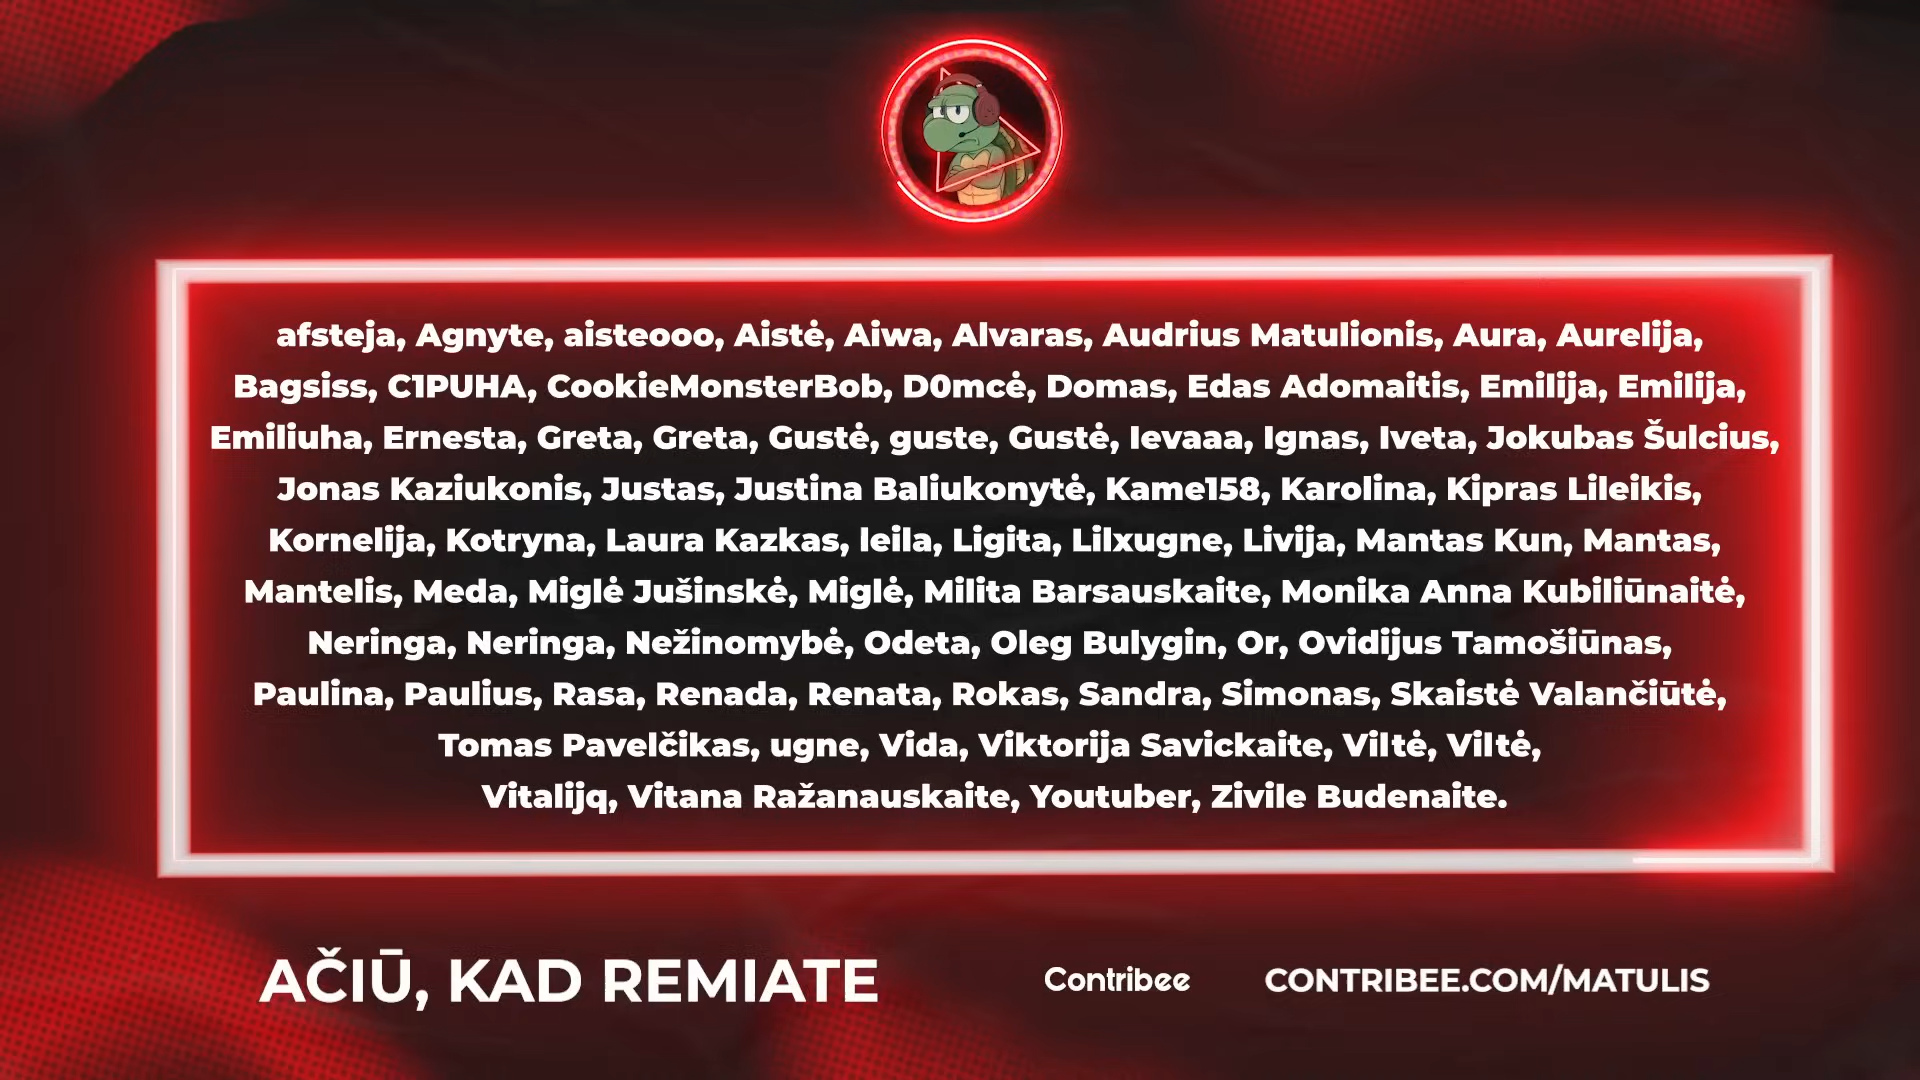 afsteja, Agnyte, aisteooo, Aistė, Aiwa, Alvaras, Audrius Matulionis, Aura, Aurelija,
Bagsiss, C1PUHA, CookieMonsterBob, D0mcė, Domas, Edas Adomaitis, Emilija, Emilija,
Emiliuha, Ernesta, Greta, Greta, Gustė, guste, Gustė, Ievaaa, Ignas, Iveta, Jokubas Šulcius,
Jonas Kaziukonis, Justas, Justina Baliukonytė, Kame158, Karolina, Kipras Lileikis,
Kornelija, Kotryna, Laura Kazkas, leila, Ligita, Lilxugne, Livija, Mantas Kun, Mantas,
Mantelis, Meda, Miglė Jušinskė, Miglė, Milita Barsauskaite, Monika Anna Kubiliūnaitė,
Neringa, Neringa, Nežinomybė, Odeta, Oleg Bulygin, Or, Ovidijus Tamošiūnas,
Paulina, Paulius, Rasa, Renada, Renata, Rokas, Sandra, Simonas, Skaistė Valančiūtė,
Tomas Pavelčikas, ugne, Vida, Viktorija Savickaite, Viltė, Viltė,
Vitalijq, Vitana Ražanauskaite, Youtuber, Zivile Budenaite.
AČIŪ, KAD REMIATE
Contribee
CONTRIBEE.COM/MATULIS